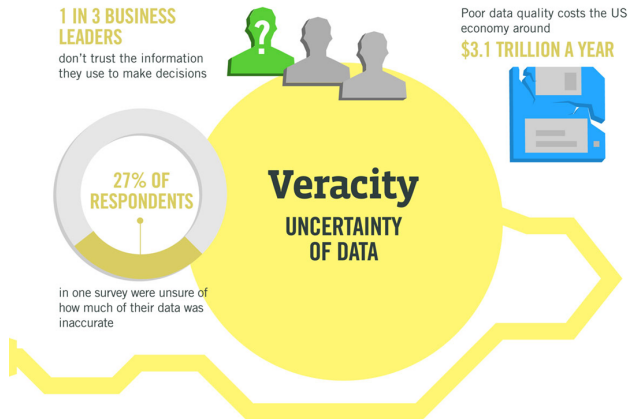 1 IN 3 BUSINESS
LEADERS
don't trust the information
they use to make decisions
?
Poor data quality costs the US
economy around
$3.1 TRILLION A YEAR
27% OF
RESPONDENTS
in one survey were unsure of
how much of their data was
inaccurate
Veracity
UNCERTAINTY
OF DATA